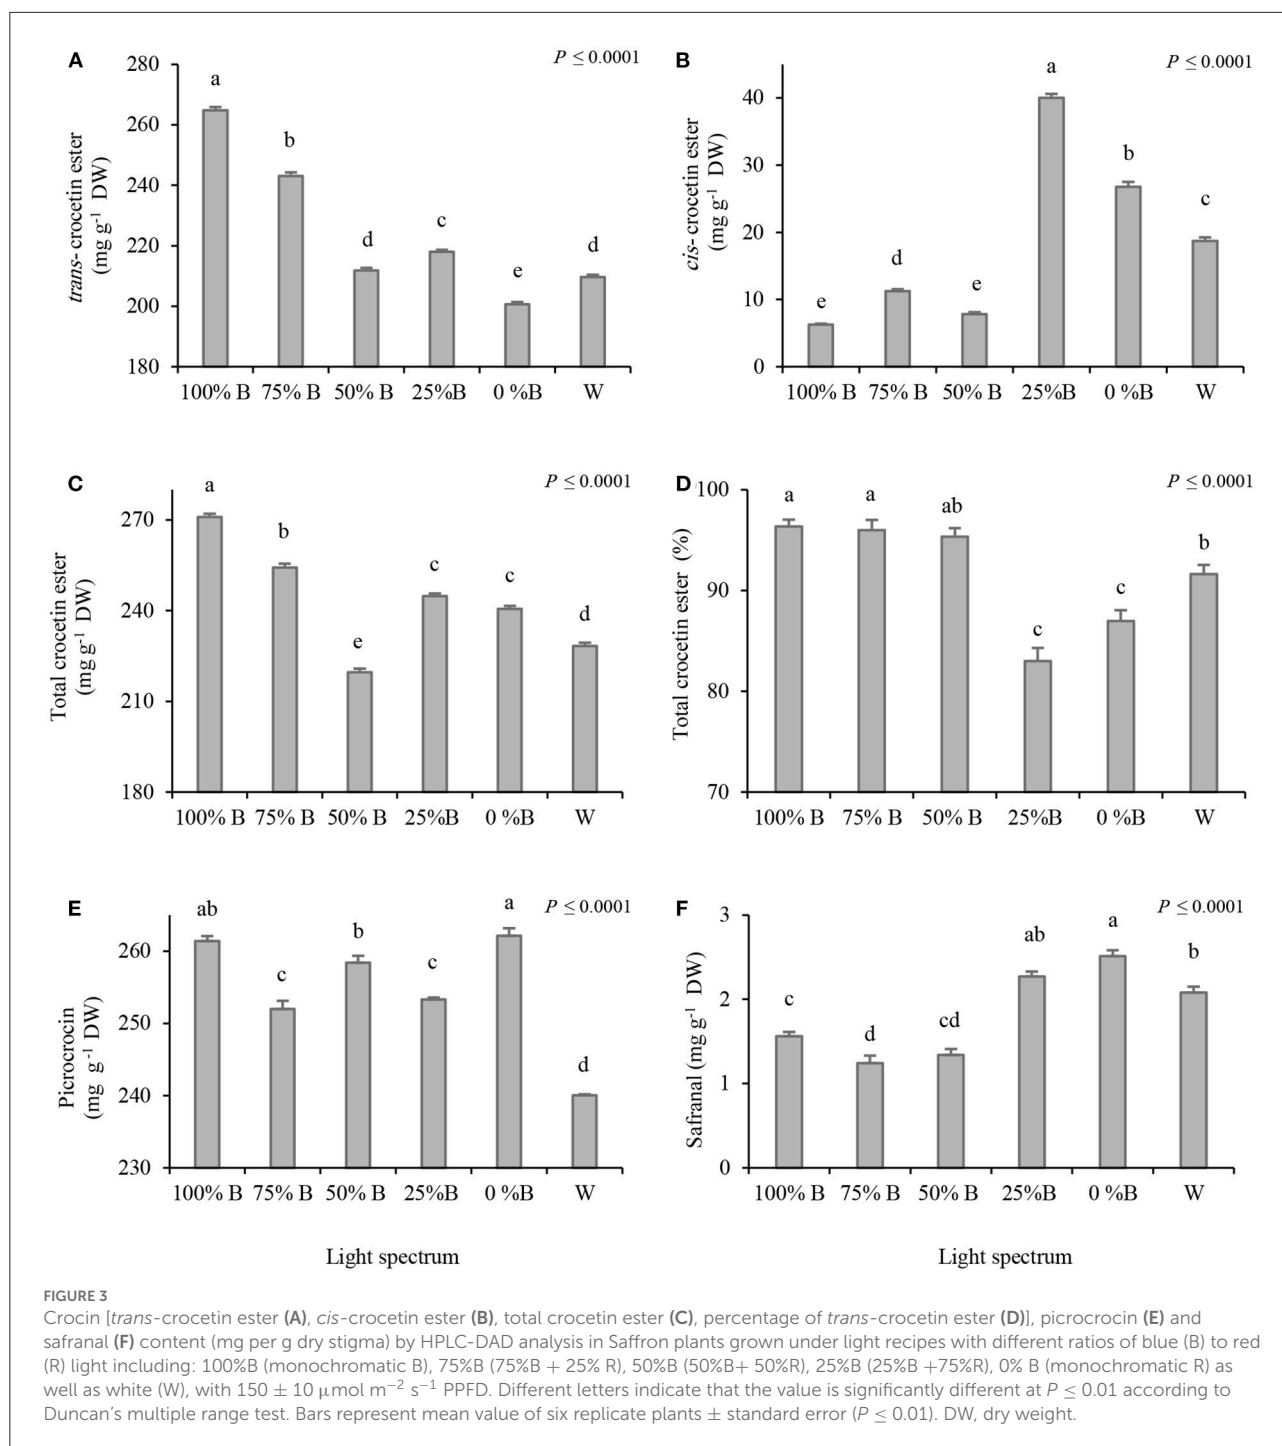 A
P ≤ 0.0001
trans- crocetin ester
(mg g-1 DW)
280
260
240
220
200
180
a
b
d
c
e
d
100% B 75% B 50% B 25%B 0 %B W
B
P ≤ 0.0001
cis- crocetin ester
(mg g-1 DW)
40
30
20
10
0
e
d
e
a
b
c
100% B 75% B 50% B 25%B 0 %B W
C
P ≤ 0.0001
Total crocetin ester
(mg g-1 DW)
270
240
210
180
a
b
e
c
c
d
100% B 75% B 50% B 25%B 0 %B W
D
P ≤ 0.0001
Total crocetin ester (%)
100
90
80
70
a
a
ab
c
c
b
100% B 75% B 50% B 25%B 0 %B W
E
P ≤ 0.0001
Picrocrocin
(mg g-1 DW)
260
250
240
230
ab
c
b
c
a
d
100% B 75% B 50% B 25%B 0 %B W
Light spectrum
F
P ≤ 0.0001
Safranal (mg g-1 DW)
3
2
1
0
c
d
cd
ab
a
b
100% B 75% B 50% B 25%B 0 %B W
Light spectrum
FIGURE 3
Crocin [trans-crocetin ester (A), cis-crocetin ester (B), total crocetin ester (C), percentage of trans-crocetin ester (D)], picrocrocin (E) and
safranal (F) content (mg per g dry stigma) by HPLC-DAD analysis in Saffron plants grown under light recipes with different ratios of blue (B) to red
(R) light including: 100%B (monochromatic B), 75%B (75%B + 25% R), 50%B (50%B+ 50%R), 25%B (25%B +75%R), 0% B (monochromatic R) as
well as white (W), with 150 ± 10 μmol m−2 s−1 PPFD. Different letters indicate that the value is significantly different at P ≤ 0.01 according to
Duncan's multiple range test. Bars represent mean value of six replicate plants ± standard error (P ≤ 0.01). DW, dry weight.